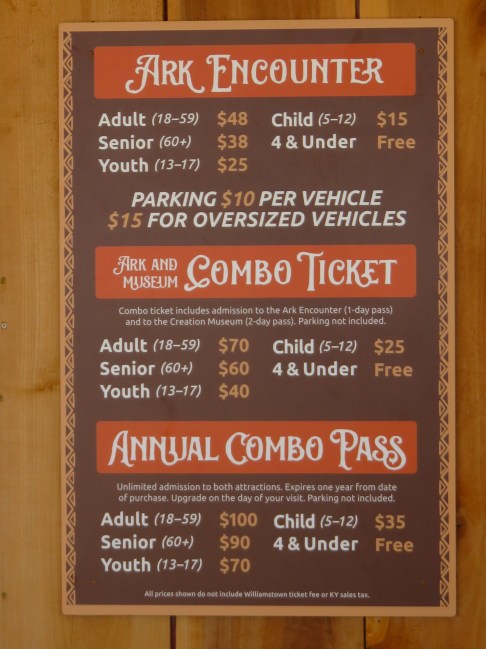 ARK ENCOUNTER
Adult (18–59) $48 Child (5–12) $15
Senior (60+) $38 4 & Under Free
Youth (13–17) $25
PARKING $10 PER VEHICLE
$15 FOR OVERSIZED VEHICLES
ARK AND MUSEUM COMBO TICKET
Combo ticket includes admission to the Ark Encounter (1-day pass)
and to the Creation Museum (2-day pass). Parking not included.
Adult (18–59) $70 Child (5–12) $25
Senior (60+) $60 4 & Under Free
Youth (13–17) $40
ANNUAL COMBO PASS
Unlimited admission to both attractions. Expires one year from date
of purchase. Upgrade on the day of your visit. Parking not included.
Adult (18–59) $100 Child (5–12) $35
Senior (60+) $90 4 & Under Free
Youth (13–17) $70
All prices shown do not include Williamstown ticket fee or KY sales tax.